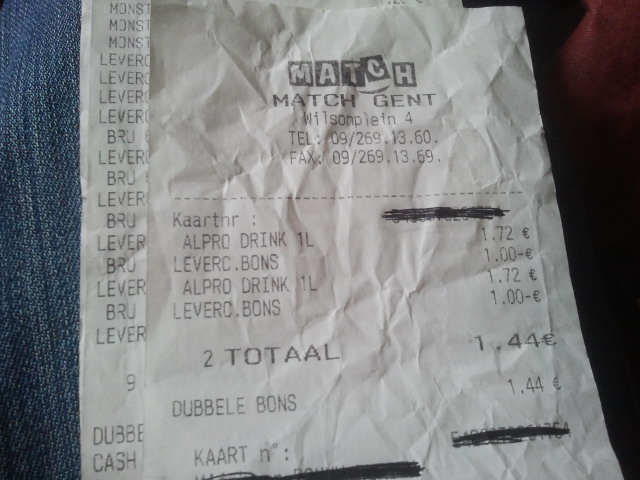 MONST
MONST
MONST
LEVERC
LEVERC
LEVERC
LEVERC
BRU
LEVER
BRU
LEVER
BRU
LEVER
BRU
LEVER
BRU
LEVER
9
DUBBE
CASH
MATCH
MATCH GENT
Wilsonplein 4
TEL: 09/269.13.60.
FAX: 09/269.13.69.
Kaartnr :
ALPRO DRINK 1L 1.72 €
LEVERC.BONS 1.00-€
ALPRO DRINK 1L 1.72 €
LEVERC.BONS 1.00-€
2 TOTAAL 1.44€
DUBBELE BONS 1.44 €
KAART n°: